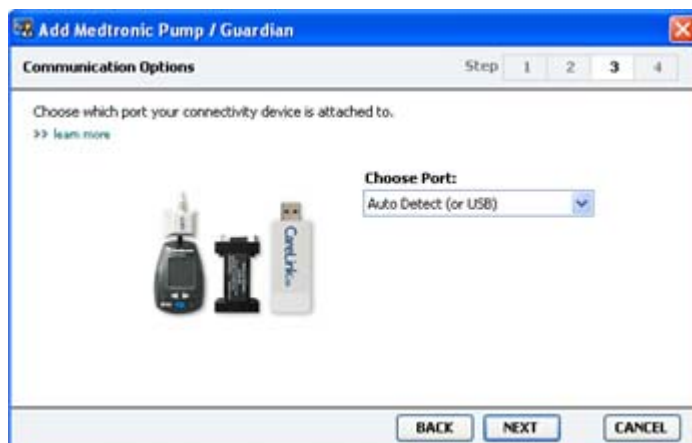 Add Medtronic Pump / Guardian
Communication Options
Step 1 2 3 4
Choose which port your connectivity device is attached to.
>> learn more
Choose Port:
Auto Detect (or USB)
CareLink
BACK NEXT CANCEL